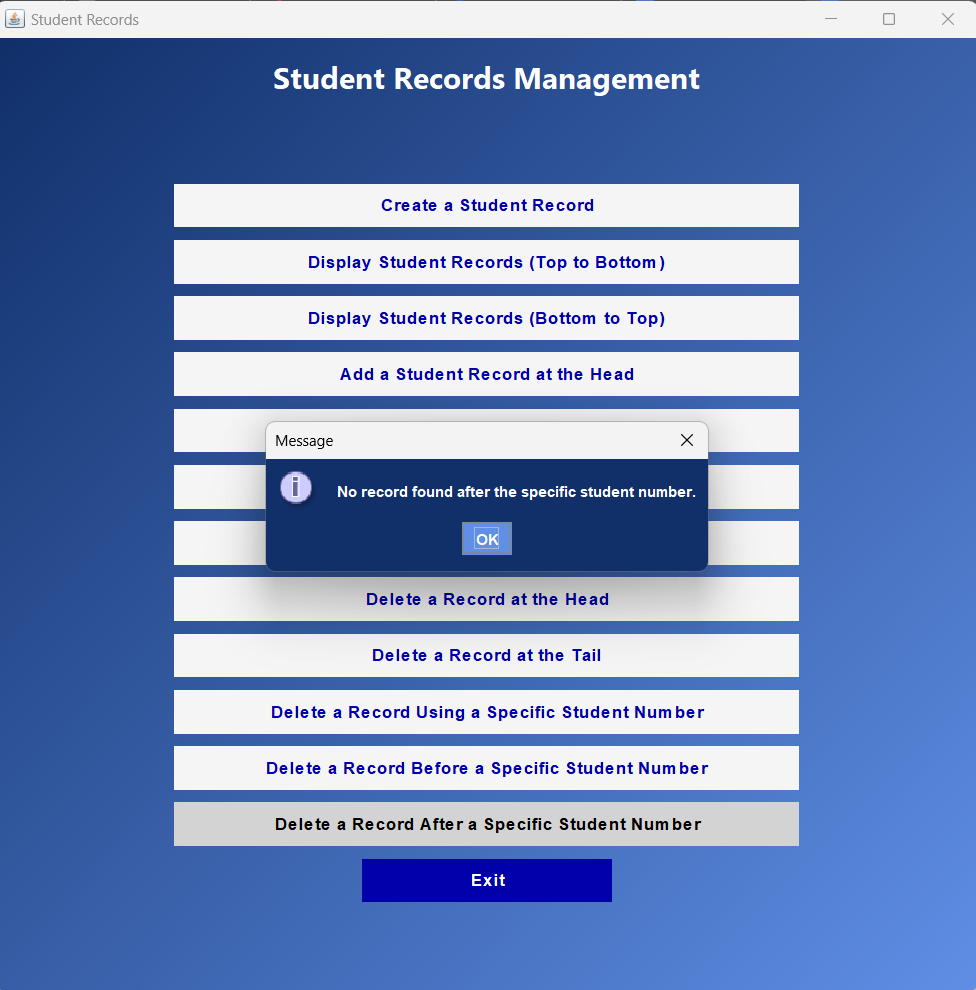 Student Records
Student Records Management
Create a Student Record
Display Student Records (Top to Bottom)
Display Student Records (Bottom to Top)
Add a Student Record at the Head
Message
i
No record found after the specific student number.
OK
Delete a Record at the Head
Delete a Record at the Tail
Delete a Record Using a Specific Student Number
Delete a Record Before a Specific Student Number
Delete a Record After a Specific Student Number
Exit